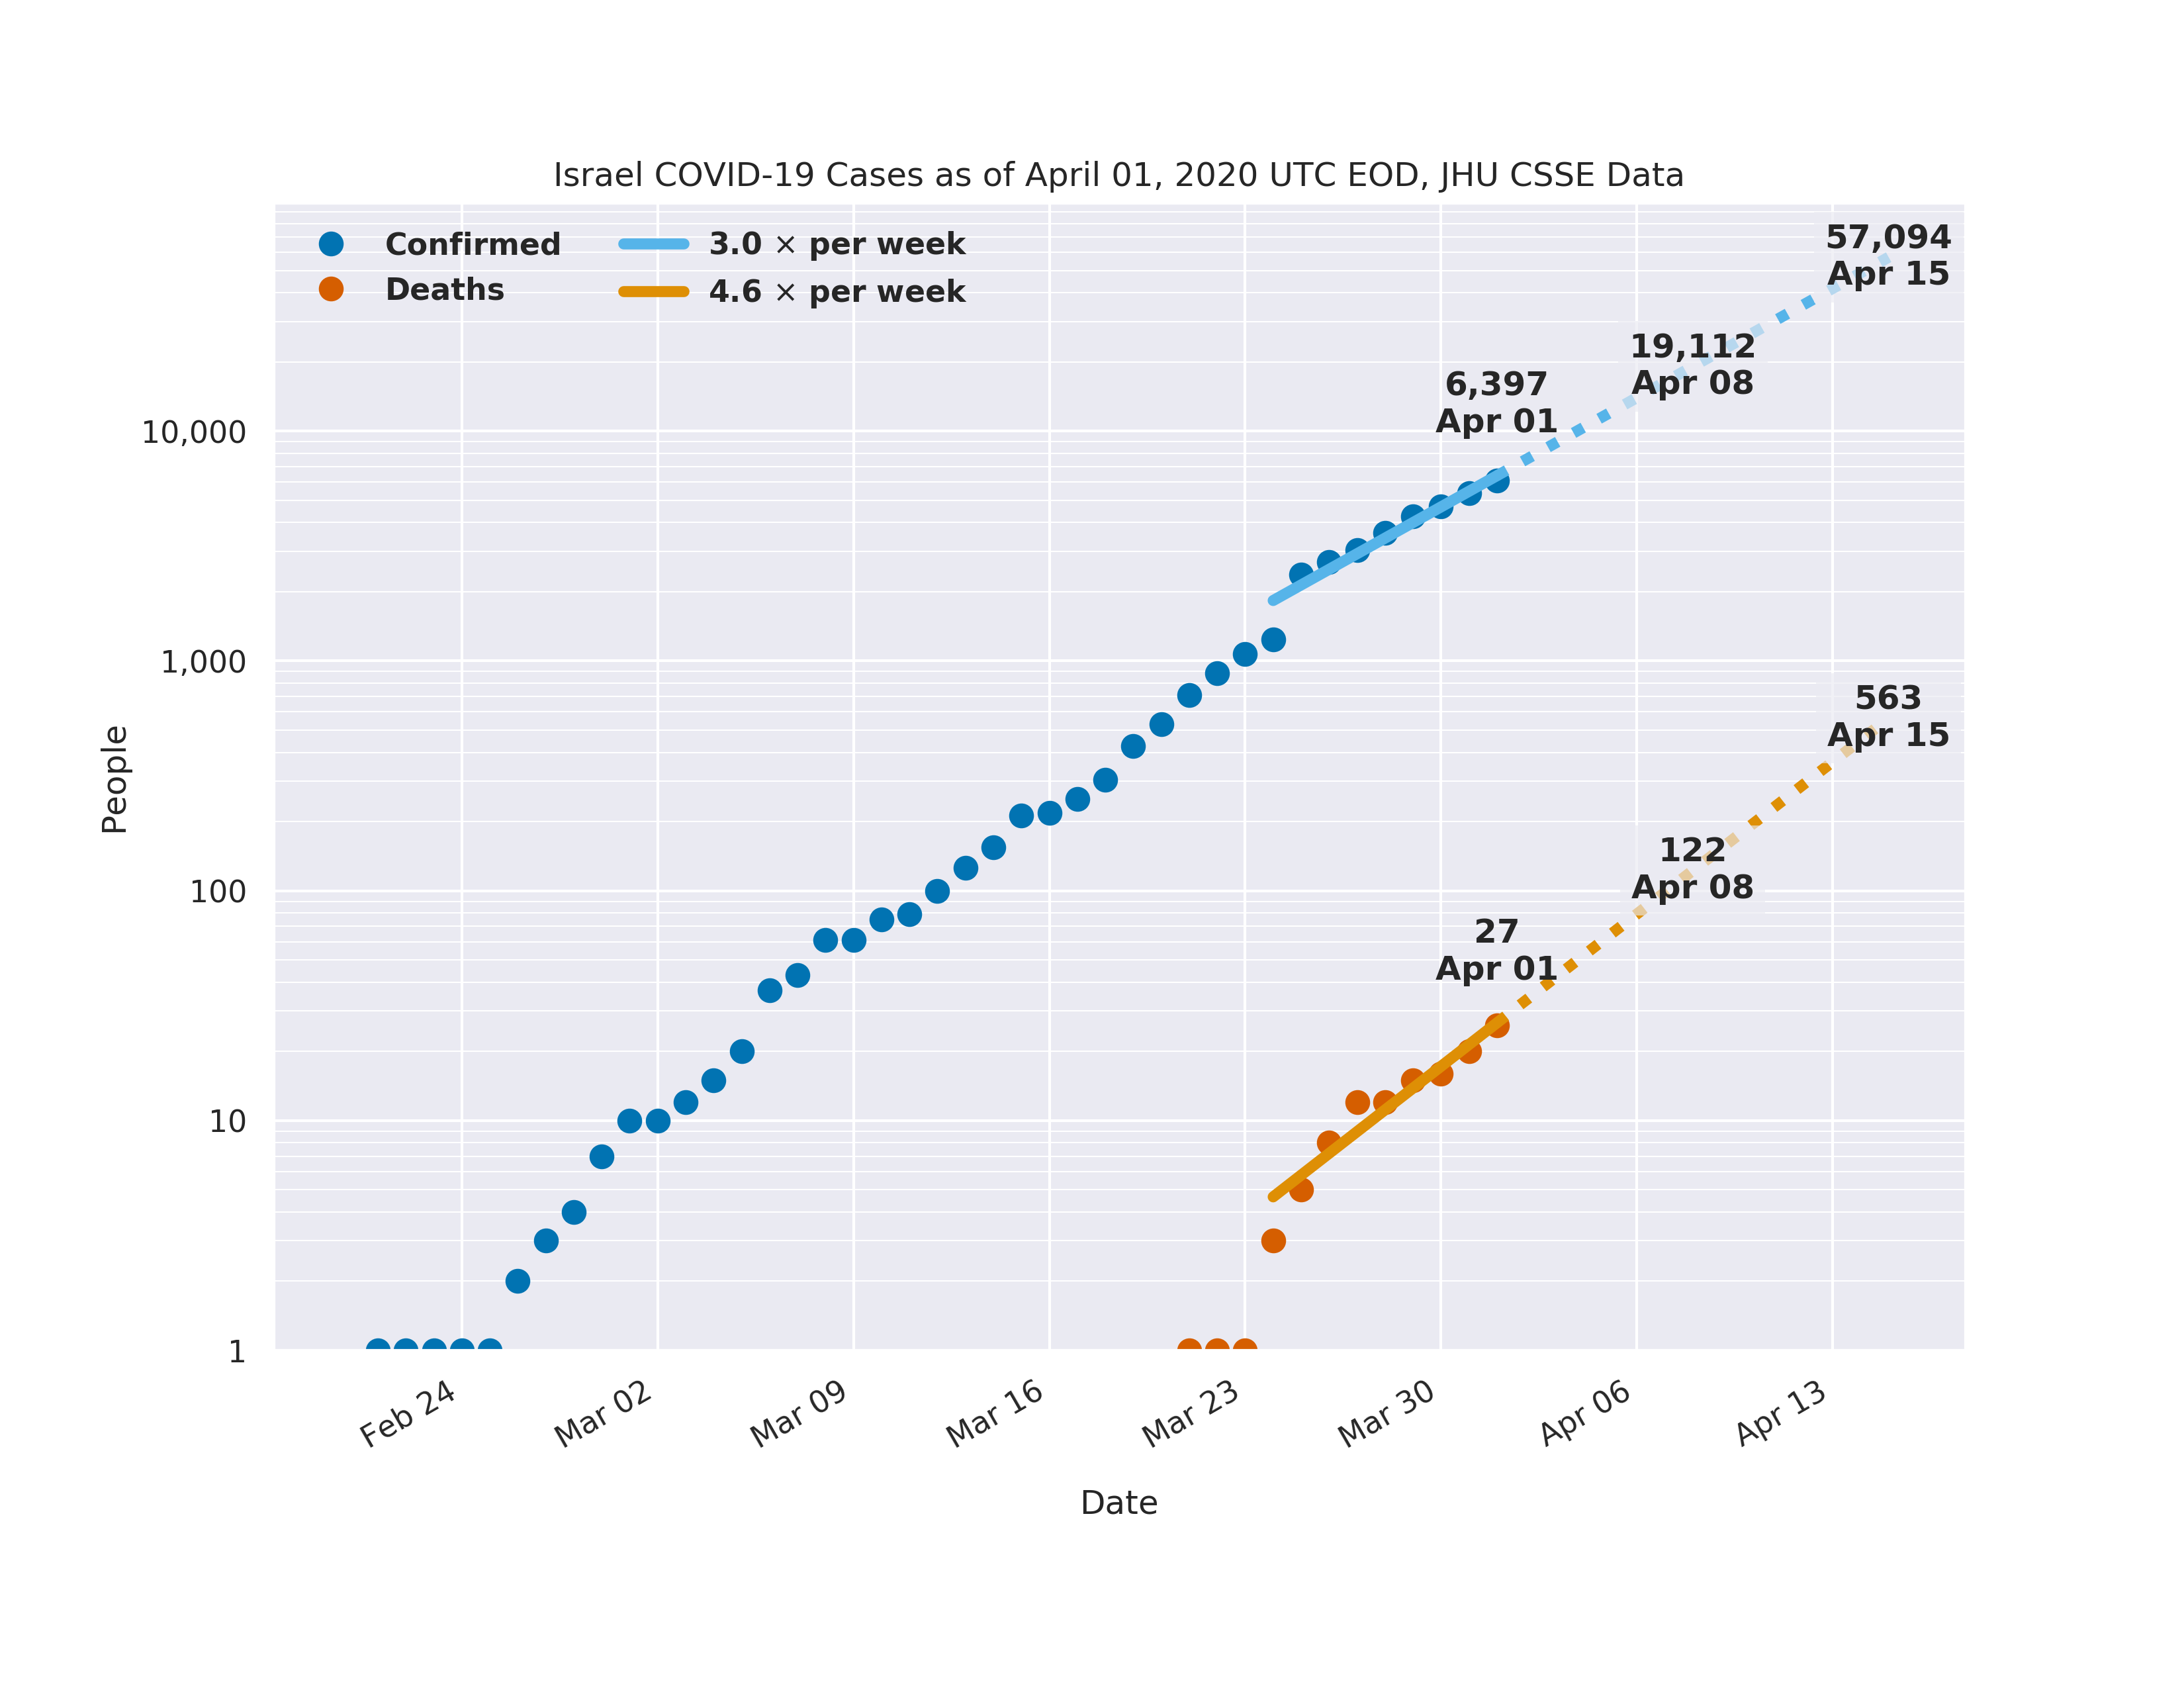 Israel COVID-19 Cases as of April 01, 2020 UTC EOD, JHU CSSE Data
Confirmed
Deaths
3.0 × per week
4.6 × per week
57,094
Apr 15
19,112
Apr 08
6,397
Apr 01
563
Apr 15
122
Apr 08
27
Apr 01
People
10,000
1,000
100
10
1
Feb 24
Mar 02
Mar 09
Mar 16
Mar 23
Mar 30
Apr 06
Apr 13
Date